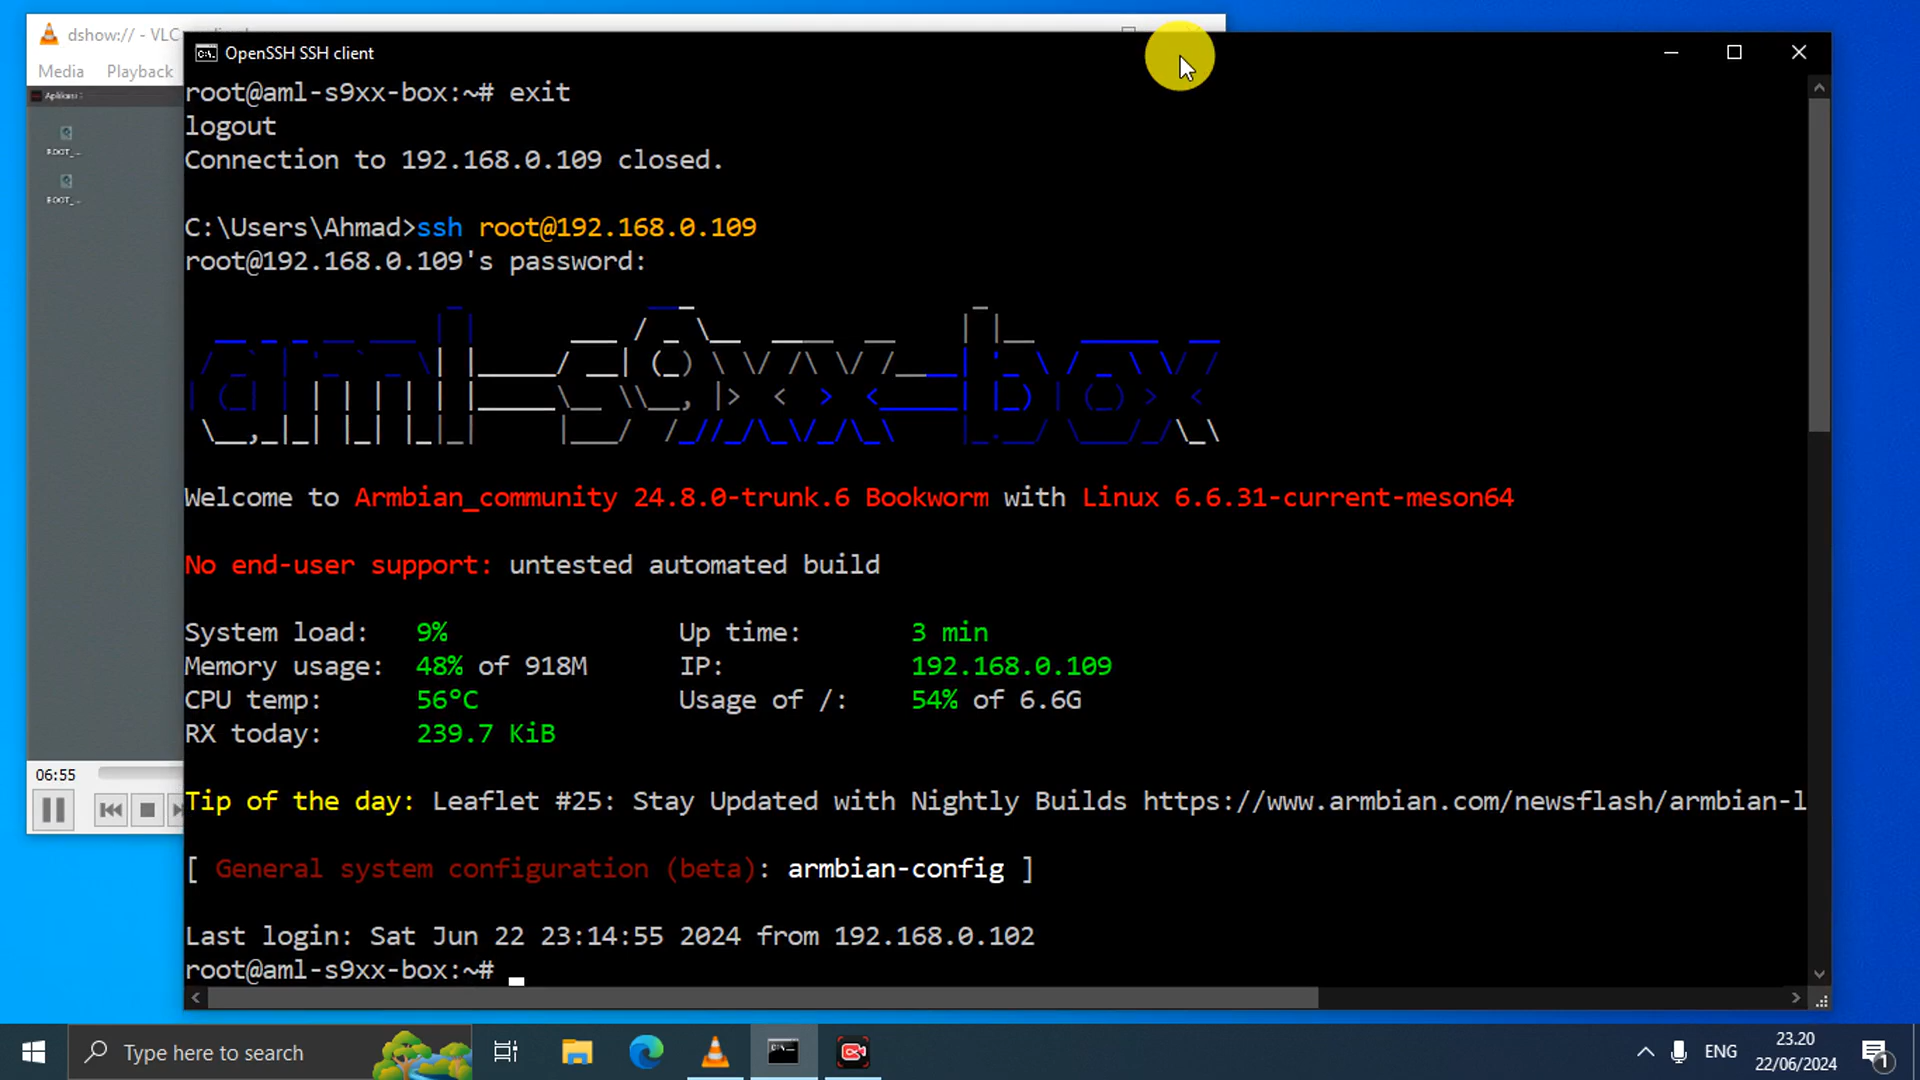 dshow:// - VLC
Media Playback
Aplikasi
ROOT_...
BOOT_...
06:55
OpenSSH SSH client
root@aml-s9xx-box:~# exit
logout
Connection to 192.168.0.109 closed.
C:\Users\Ahmad>ssh root@192.168.0.109
root@192.168.0.109's password:
aml-s9xx-box
Welcome to Armbian_community 24.8.0-trunk.6 Bookworm with Linux 6.6.31-current-meson64
No end-user support: untested automated build
System load: 9% Up time: 3 min
Memory usage: 48% of 918M IP: 192.168.0.109
CPU temp: 56°C Usage of /: 54% of 6.6G
RX today: 239.7 KiB
Tip of the day: Leaflet #25: Stay Updated with Nightly Builds https://www.armbian.com/newsflash/armbian-l
[ General system configuration (beta): armbian-config ]
Last login: Sat Jun 22 23:14:55 2024 from 192.168.0.102
root@aml-s9xx-box:~#
Type here to search
ENG
23.20
22/06/2024
1